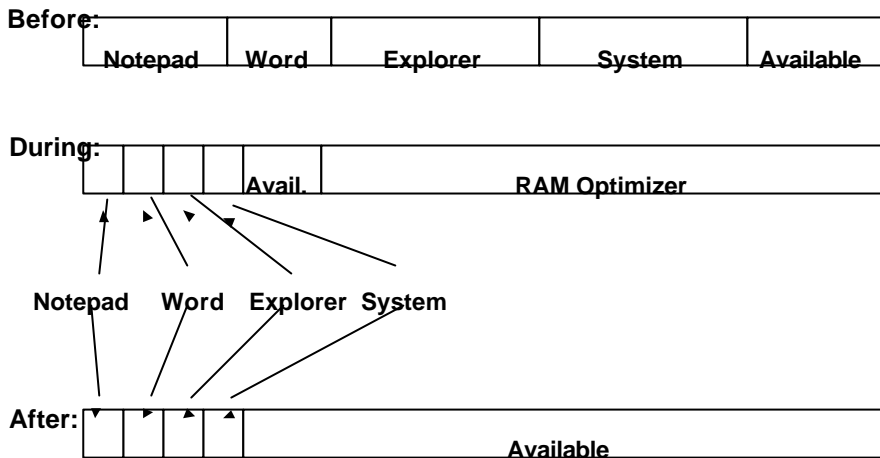 Before:
Notepad Word Explorer System Available
During:
Avail. RAM Optimizer
Notepad Word Explorer System
After:
Available